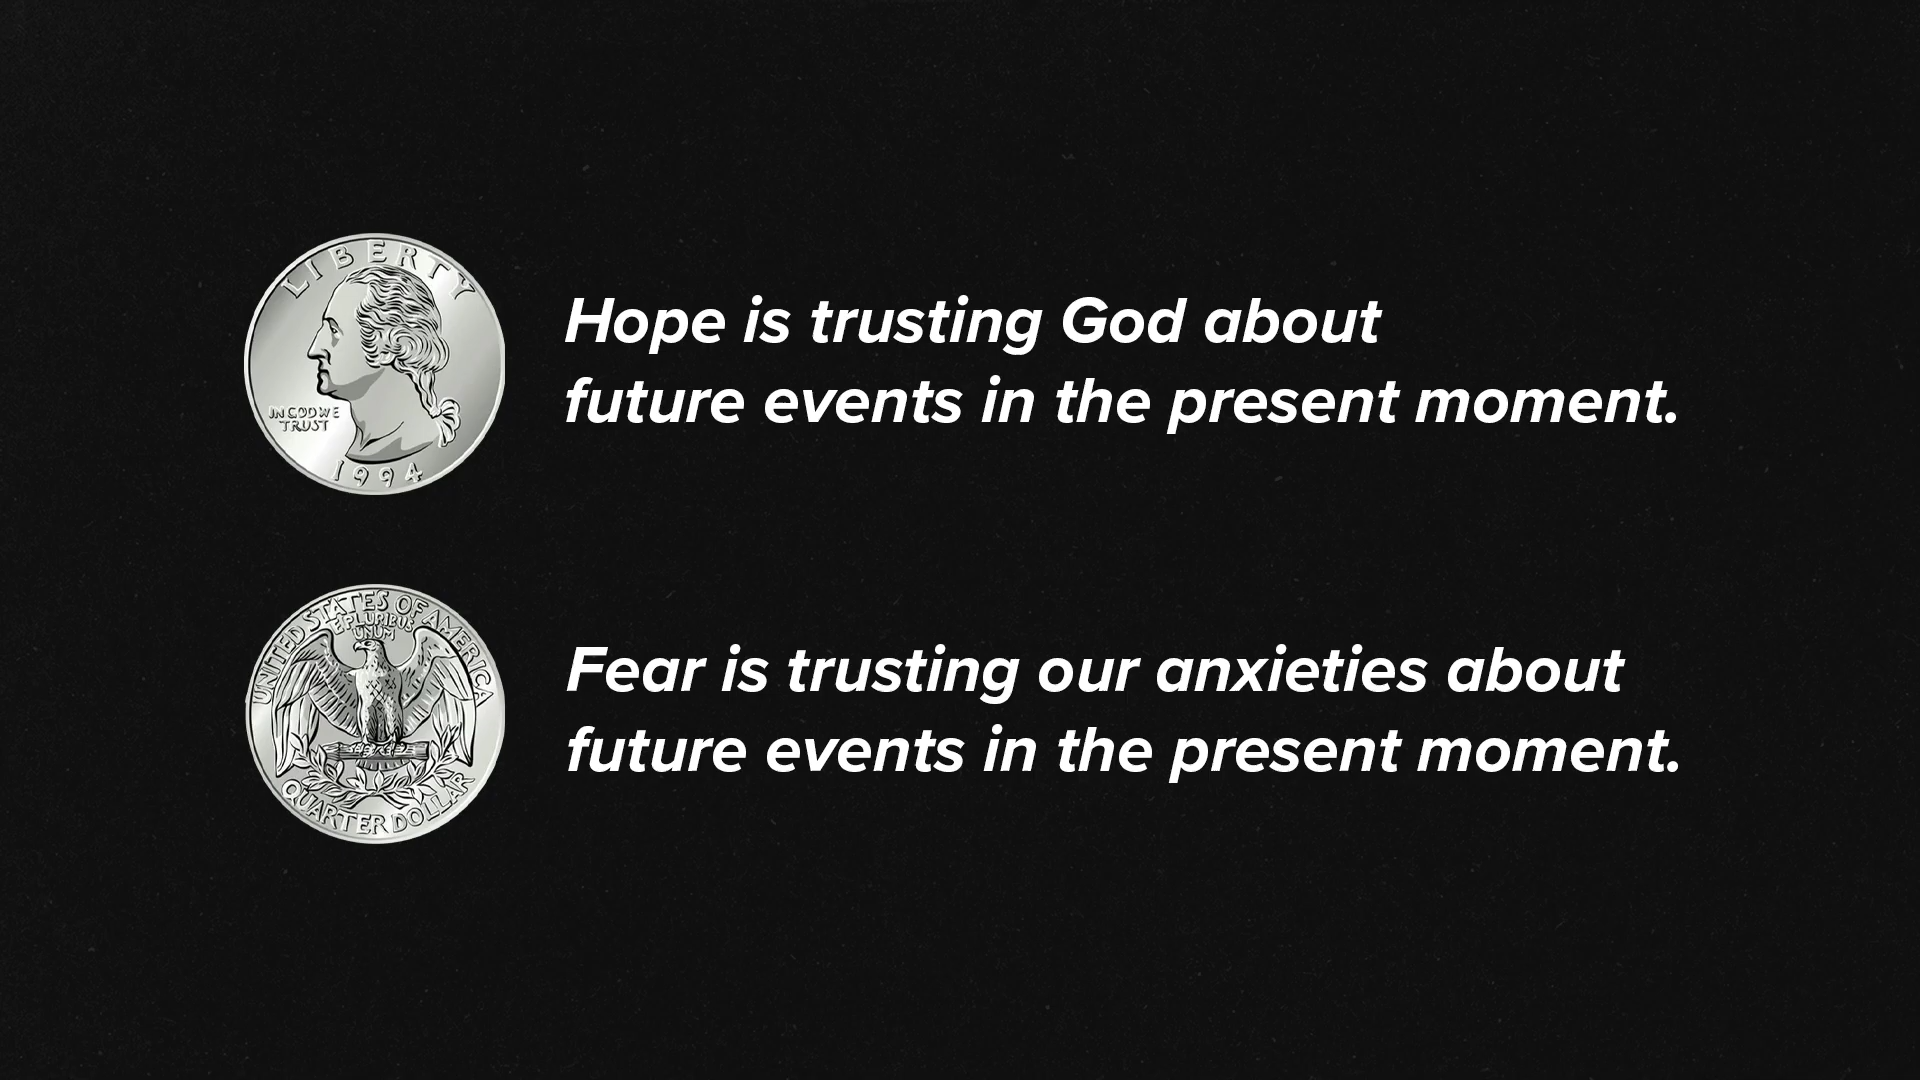 LIBERTY
IN GOD WE
TRUST
1994
Hope is trusting God about
future events in the present moment.
UNITED STATES OF AMERICA
E PLURIBUS
UNUM
QUARTER DOLLAR
Fear is trusting our anxieties about
future events in the present moment.